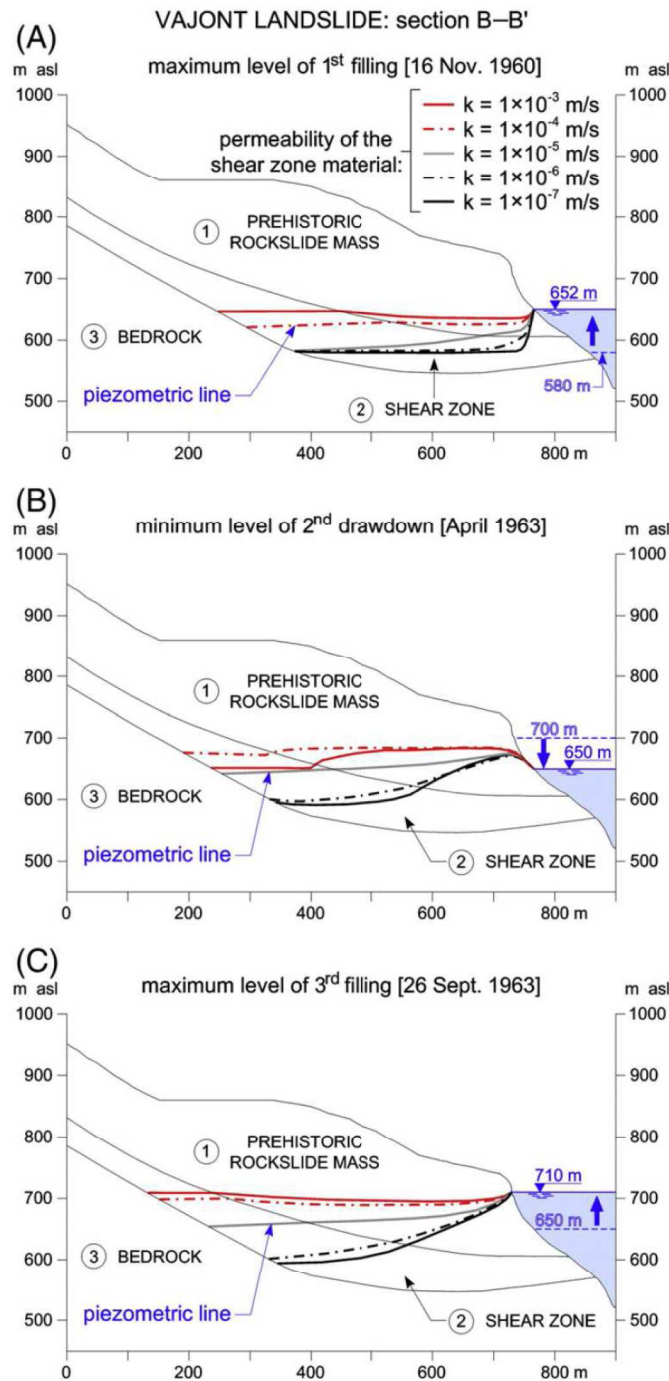 VAJONT LANDSLIDE: section B–B'
(A)
maximum level of 1st filling [16 Nov. 1960]
m asl
m asl
1000
1000
k = 1×10-3 m/s
k = 1×10-4 m/s
permeability of the
shear zone material:
k = 1×10-5 m/s
k = 1×10-6 m/s
k = 1×10-7 m/s
900
900
800
800
1 PREHISTORIC
ROCKSLIDE MASS
700
700
652 m
600
600
3 BEDROCK
piezometric line
2 SHEAR ZONE
580 m
500
500
0 200 400 600 800 m
(B)
minimum level of 2nd drawdown [April 1963]
m asl
m asl
1000
1000
900
900
800
800
1 PREHISTORIC
ROCKSLIDE MASS
700
700
700 m
650 m
600
600
3 BEDROCK
piezometric line
2 SHEAR ZONE
500
500
0 200 400 600 800 m
(C)
maximum level of 3rd filling [26 Sept. 1963]
m asl
m asl
1000
1000
900
900
800
800
1 PREHISTORIC
ROCKSLIDE MASS
710 m
700
700
650 m
600
600
3 BEDROCK
piezometric line
2 SHEAR ZONE
500
500
0 200 400 600 800 m